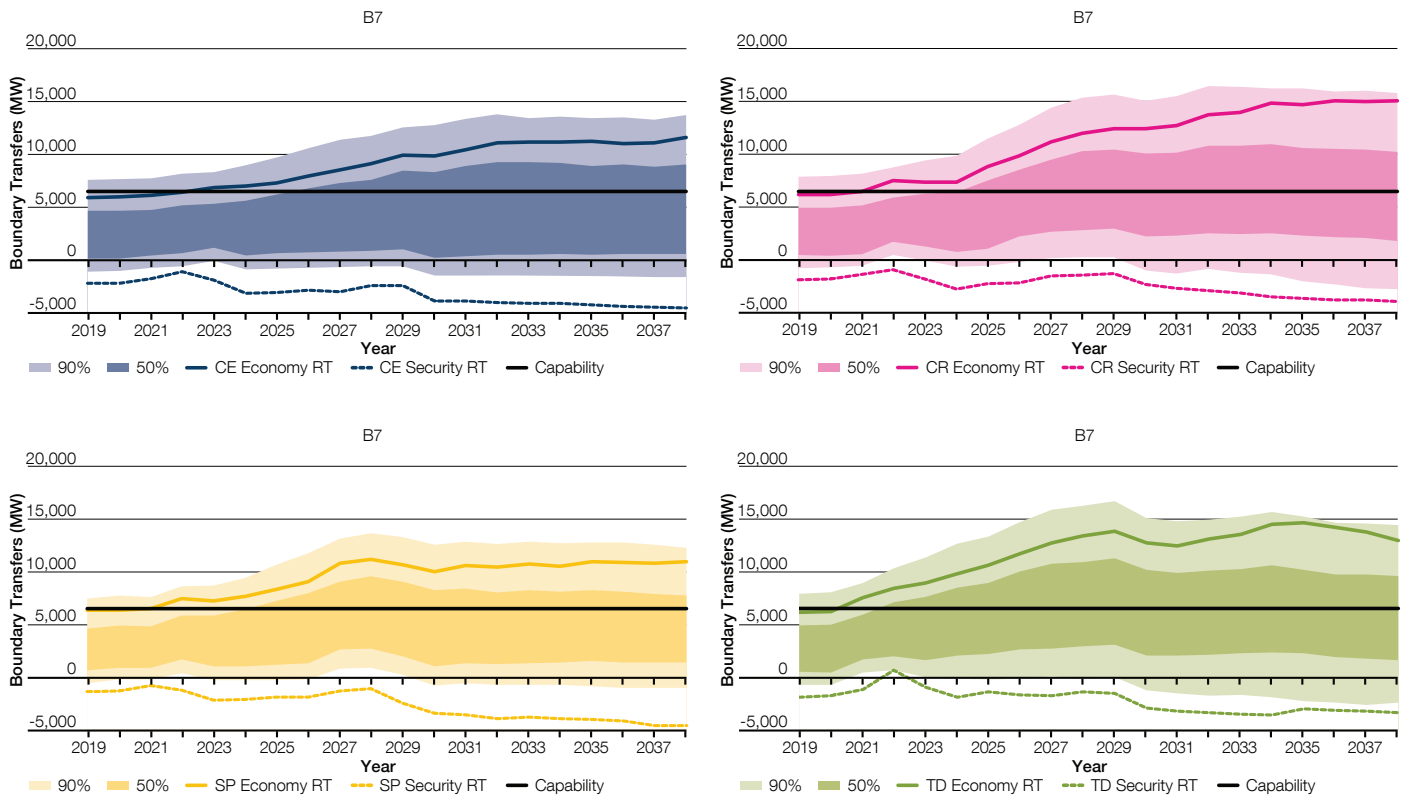 B7
20,000
15,000
10,000
5,000
0
-5,000
Boundary Transfers (MW)
2019 2021 2023 2025 2027 2029 2031 2033 2035 2037
Year
90% 50% CE Economy RT CE Security RT Capability
B7
20,000
15,000
10,000
5,000
0
-5,000
Boundary Transfers (MW)
2019 2021 2023 2025 2027 2029 2031 2033 2035 2037
Year
90% 50% CR Economy RT CR Security RT Capability
B7
20,000
15,000
10,000
5,000
0
-5,000
Boundary Transfers (MW)
2019 2021 2023 2025 2027 2029 2031 2033 2035 2037
Year
90% 50% SP Economy RT SP Security RT Capability
B7
20,000
15,000
10,000
5,000
0
-5,000
Boundary Transfers (MW)
2019 2021 2023 2025 2027 2029 2031 2033 2035 2037
Year
90% 50% TD Economy RT TD Security RT Capability